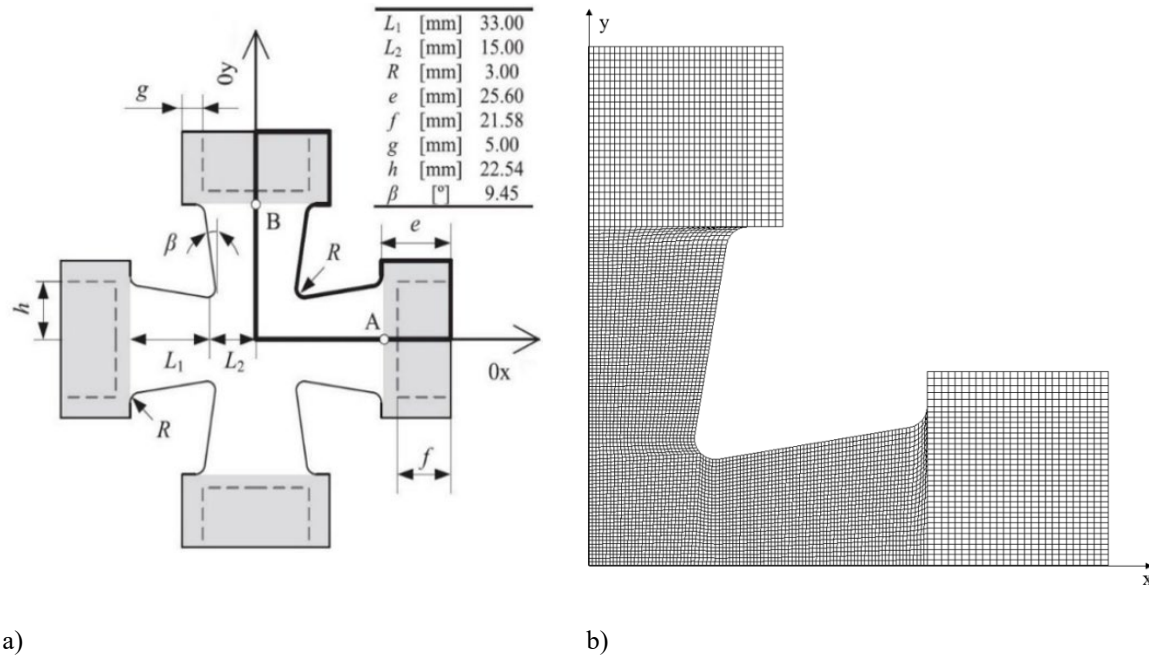 L1 [mm] 33.00
L2 [mm] 15.00
R [mm] 3.00
e [mm] 25.60
f [mm] 21.58
g [mm] 5.00
h [mm] 22.54
β [º] 9.45
0y
g
B
β
R
e
h
A
L1
L2
0x
R
f
y
x
a)
b)